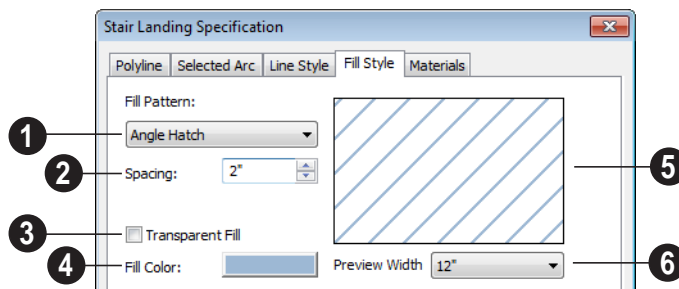 Stair Landing Specification
Polyline Selected Arc Line Style Fill Style Materials
Fill Pattern:
1 Angle Hatch
2 Spacing: 2"
5
3 Transparent Fill
4 Fill Color:
Preview Width 12" 6